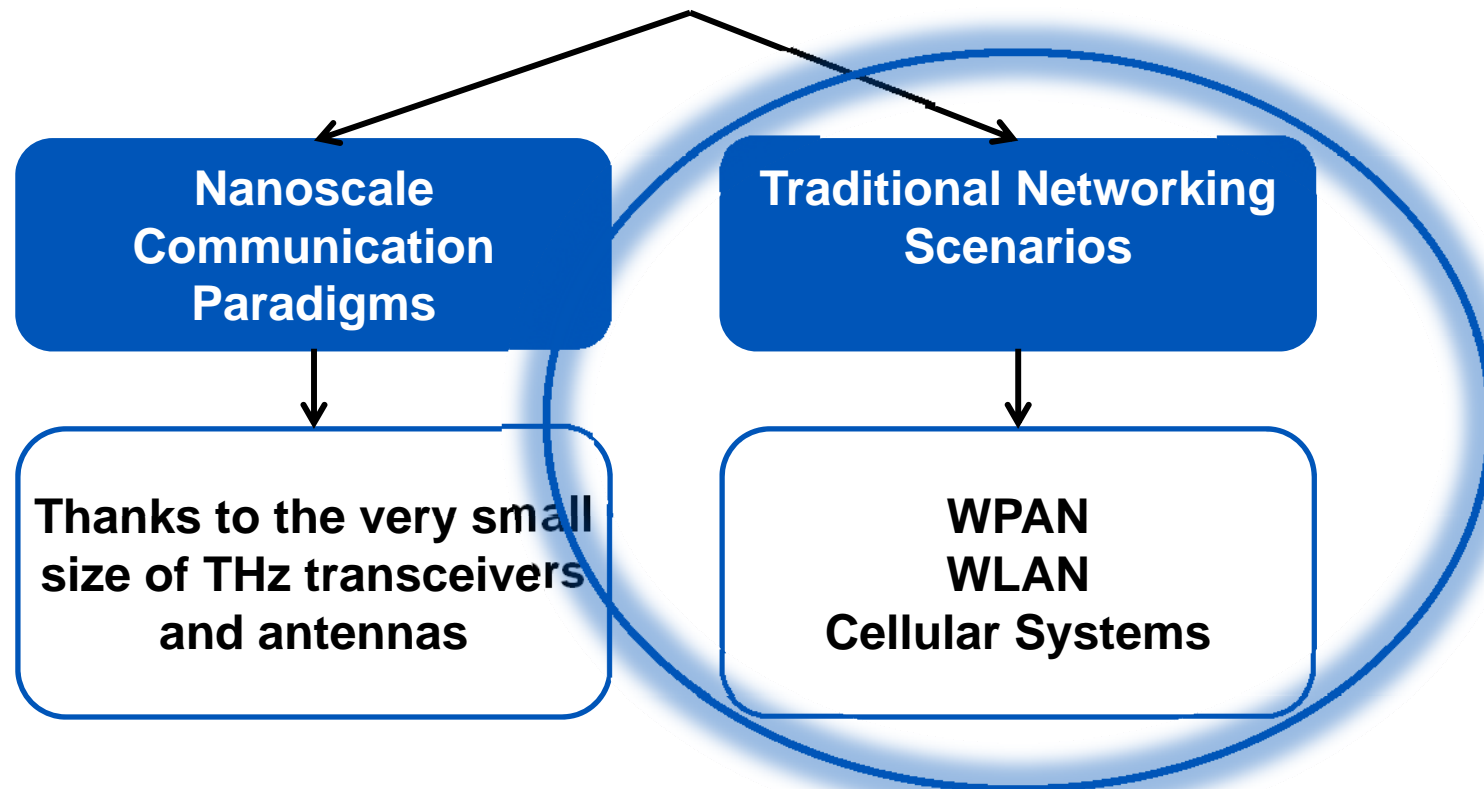 Nanoscale
Communication
Paradigms
Traditional Networking
Scenarios
Thanks to the very small
size of THz transceivers
and antennas
WPAN
WLAN
Cellular Systems